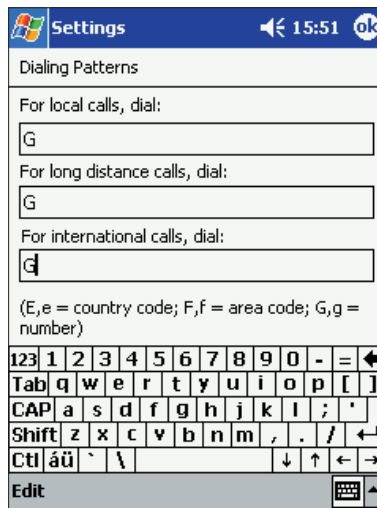 Settings 15:51 ok
Dialing Patterns
For local calls, dial:
G
For long distance calls, dial:
G
For international calls, dial:
G
(E,e = country code; F,f = area code; G,g =
number)
123 1 2 3 4 5 6 7 8 9 0 - = ←
Tab q w e r t y u i o p [ ]
CAP a s d f g h j k l ; '
Shift z x c v b n m , . / ↵
Ctl áü ` \ ↓ ↑ ← →
Edit